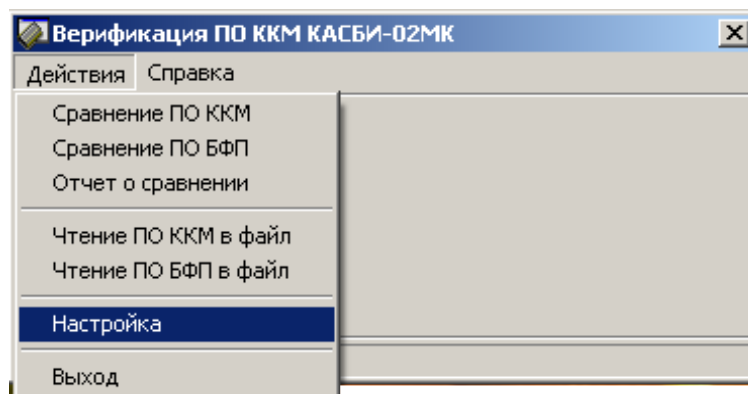 Верификация ПО ККМ КАСБИ-02МК
Действия Справка
Сравнение ПО ККМ
Сравнение ПО БФП
Отчет о сравнении
Чтение ПО ККМ в файл
Чтение ПО БФП в файл
Настройка
Выход